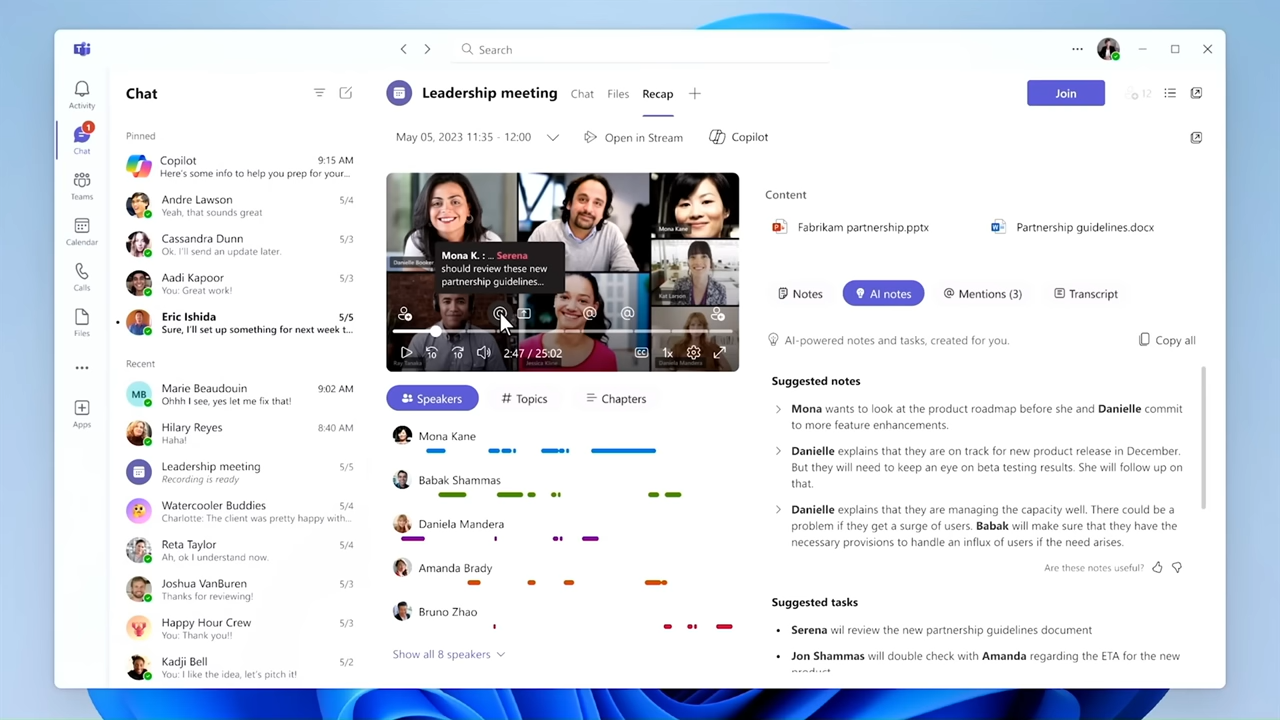 Search
Activity
1
Chat
Teams
Calendar
Calls
Files
Apps
Chat
Pinned
Copilot 9:15 AM
Here's some info to help you prep for your...
Andre Lawson 5/4
Yeah, that sounds great
Cassandra Dunn 5/3
Ok. I'll send an update later.
Aadi Kapoor 5/3
You: Great work!
Eric Ishida 5/5
Sure, I'll set up something for next week t...
Recent
MB
Marie Beaudouin 9:02 AM
Ohhh I see, yes let me fix that!
Hilary Reyes 8:40 AM
Haha!
Leadership meeting 5/5
Recording is ready
Watercooler Buddies 5/4
Charlotte: The client was pretty happy with...
Reta Taylor 5/4
Ah, ok I understand now.
Joshua VanBuren 5/3
Thanks for reviewing!
Happy Hour Crew 5/3
You: Thank you!!
Kadji Bell 5/2
You: I like the idea, let's pitch it!
Leadership meeting Chat Files Recap
Join
12
May 05, 2023 11:35 - 12:00
Open in Stream
Copilot
Mona Kane
Danielle Booker
Mona K. : ... Serena
should review these new
partnership guidelines...
Kat Larson
Danielle Mandera
2:47 / 25:02
CC
1x
Speakers
# Topics
Chapters
Mona Kane
Babak Shammas
Daniela Mandera
Amanda Brady
Bruno Zhao
Show all 8 speakers
Content
Fabrikam partnership.pptx
Partnership guidelines.docx
Notes
AI notes
Mentions (3)
Transcript
AI-powered notes and tasks, created for you.
Copy all
Suggested notes
Mona wants to look at the product roadmap before she and Danielle commit
to more feature enhancements.
Danielle explains that they are on track for new product release in December.
But they will need to keep an eye on beta testing results. She will follow up on
that.
Danielle explains that they are managing the capacity well. There could be a
problem if they get a surge of users. Babak will make sure that they have the
necessary provisions to handle an influx of users if the need arises.
Are these notes useful?
Suggested tasks
• Serena wil review the new partnership guidelines document
• Jon Shammas will double check with Amanda regarding the ETA for the new
product